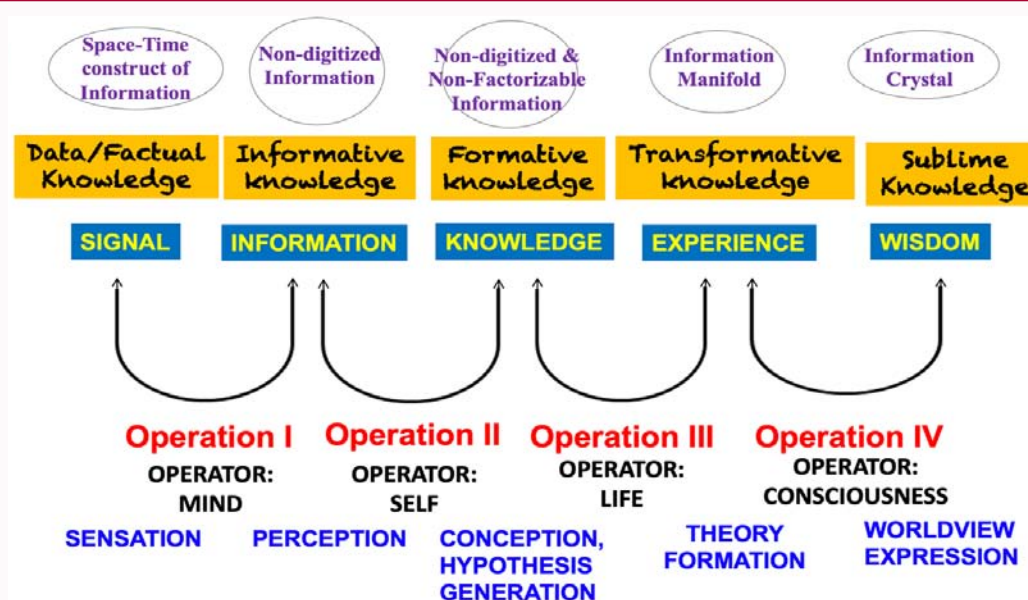 Space-Time
construct of
Information
Non-digitized
Information
Non-digitized &
Non-Factorizable
Information
Information
Manifold
Information
Crystal
Data/Factual
Knowledge
Informative
knowledge
Formative
knowledge
Transformative
knowledge
Sublime
Knowledge
SIGNAL
INFORMATION
KNOWLEDGE
EXPERIENCE
WISDOM
Operation I
Operation II
Operation III
Operation IV
OPERATOR:
MIND
OPERATOR:
SELF
OPERATOR:
LIFE
OPERATOR:
CONSCIOUSNESS
SENSATION
PERCEPTION
CONCEPTION,
HYPOTHESIS
GENERATION
THEORY
FORMATION
WORLDVIEW
EXPRESSION